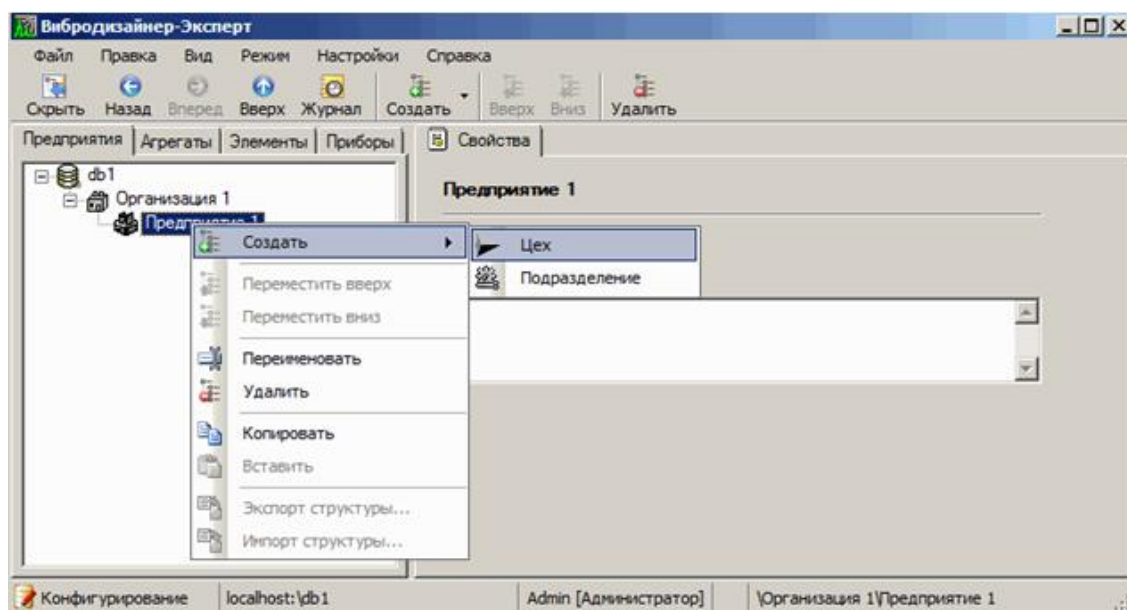 Вибродизайнер-Эксперт
Файл Правка Вид Режим Настройки Справка
Скрыть Назад Вперед Вверх Журнал Создать Вверх Вниз Удалить
Предприятия Агрегаты Элементы Приборы Свойства
db1
Организация 1
Предприятие 1
Предприятие 1
Создать
Цех
Подразделение
Переместить вверх
Переместить вниз
Переименовать
Удалить
Копировать
Вставить
Экспорт структуры...
Импорт структуры...
Конфигурирование localhost:\db1 Admin [Администратор] \Организация 1\Предприятие 1